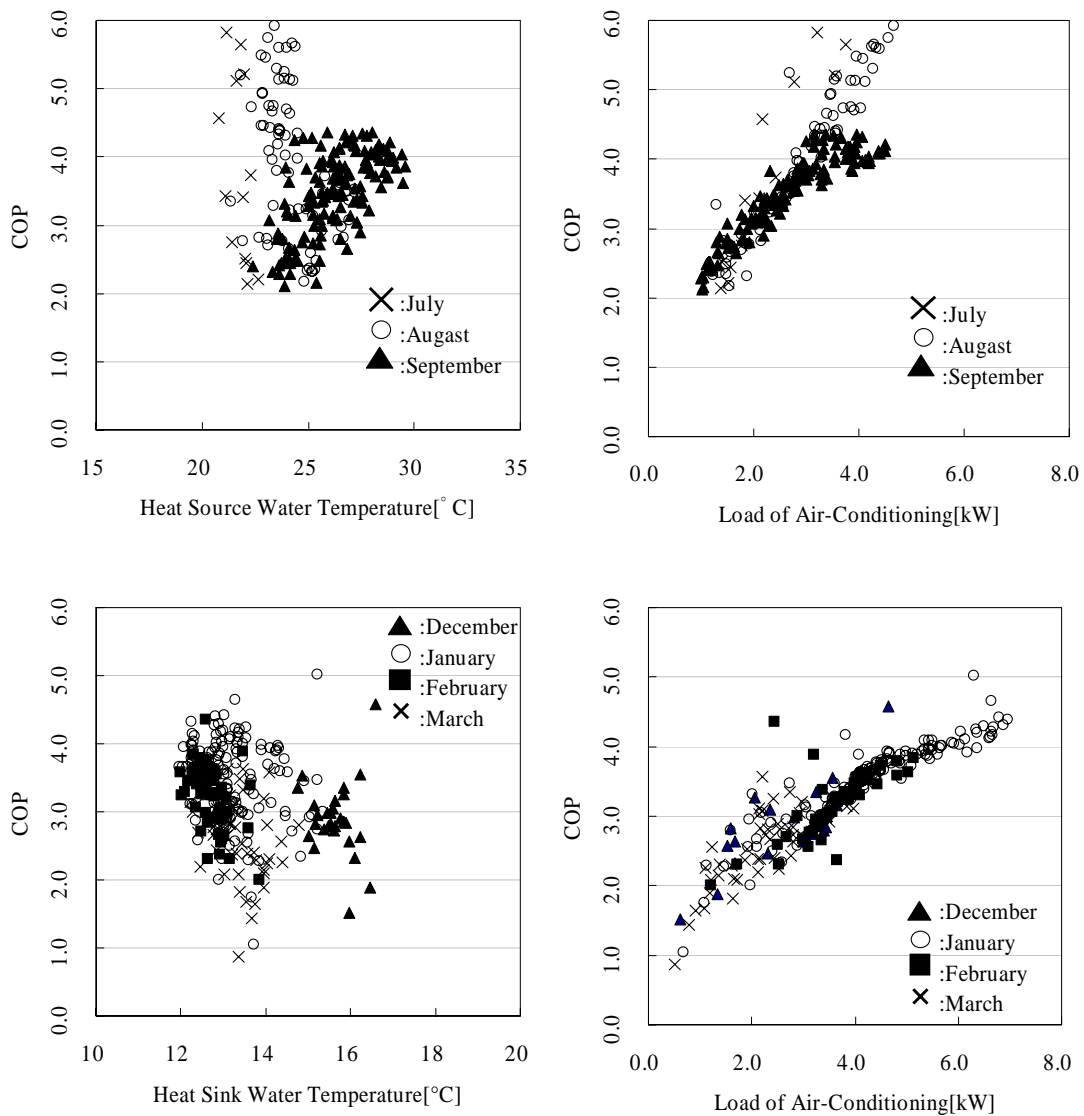 6.0
5.0
4.0
3.0
2.0
1.0
0.0
COP
:July
:Augast
:September
15 20 25 30 35
Heat Source Water Temperature[° C]
6.0
5.0
4.0
3.0
2.0
1.0
0.0
COP
:July
:Augast
:September
0.0 2.0 4.0 6.0 8.0
Load of Air-Conditioning[kW]
6.0
5.0
4.0
3.0
2.0
1.0
0.0
COP
:December
:January
:February
:March
10 12 14 16 18 20
Heat Sink Water Temperature[°C]
6.0
5.0
4.0
3.0
2.0
1.0
0.0
COP
:December
:January
:February
:March
0.0 2.0 4.0 6.0 8.0
Load of Air-Conditioning[kW]